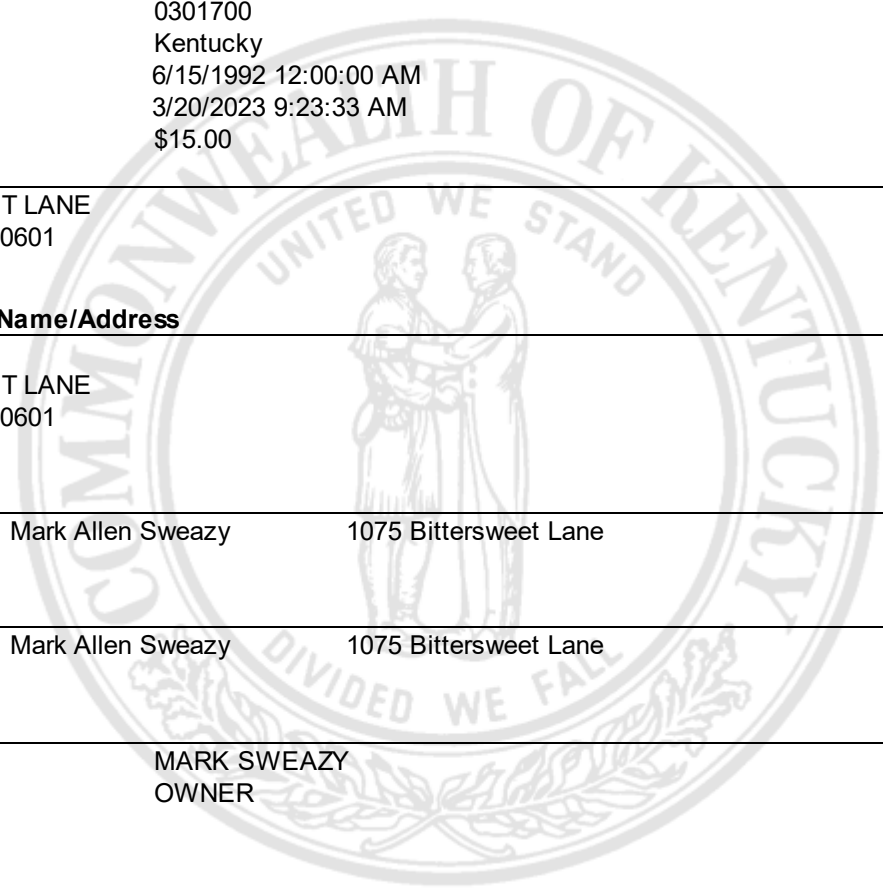 0301700
Kentucky
6/15/1992 12:00:00 AM
3/20/2023 9:23:33 AM
$15.00
T LANE
0601
Name/Address
T LANE
0601
Mark Allen Sweazy 1075 Bittersweet Lane
Mark Allen Sweazy 1075 Bittersweet Lane
MARK SWEAZY
OWNER
COMMONWEALTH OF KENTUCKY
UNITED WE STAND
DIVIDED WE FALL